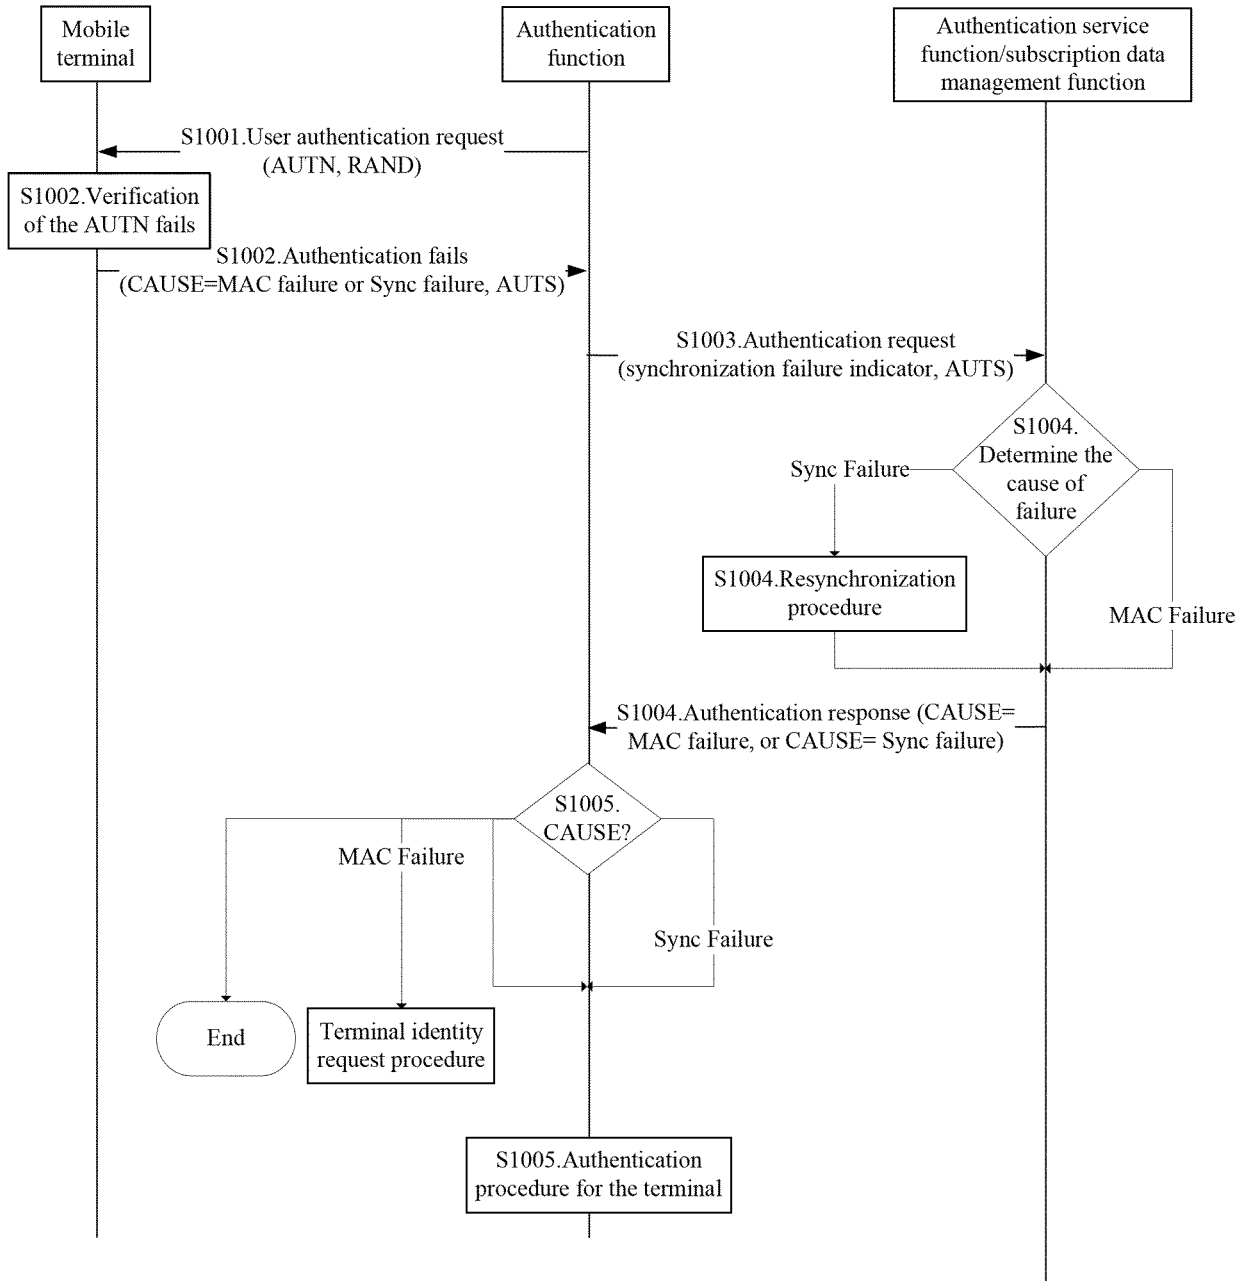 Mobile
terminal
Authentication
function
Authentication service
function/subscription data
management function
S1001.User authentication request
(AUTN, RAND)
S1002.Verification
of the AUTN fails
S1002.Authentication fails
(CAUSE=MAC failure or Sync failure, AUTS)
S1003.Authentication request
(synchronization failure indicator, AUTS)
S1004.
Determine the
cause of
failure
Sync Failure
S1004.Resynchronization
procedure
MAC Failure
S1004.Authentication response (CAUSE=
MAC failure, or CAUSE= Sync failure)
S1005.
CAUSE?
MAC Failure
Sync Failure
End
Terminal identity
request procedure
S1005.Authentication
procedure for the terminal